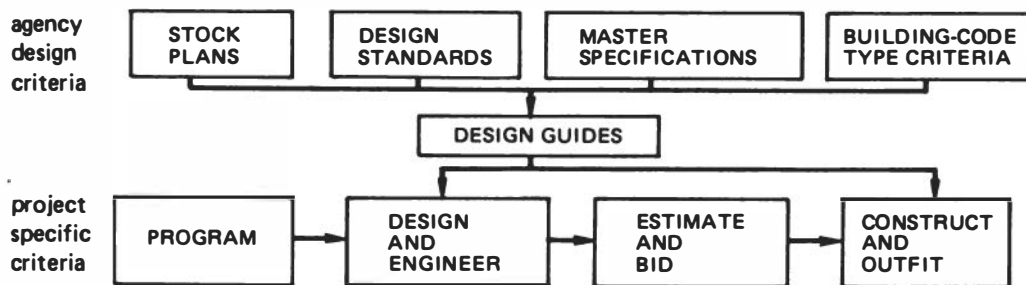 agency
design
criteria
STOCK
PLANS
DESIGN
STANDARDS
MASTER
SPECIFICATIONS
BUILDING-CODE
TYPE CRITERIA
DESIGN GUIDES
project
specific
criteria
PROGRAM
DESIGN
AND
ENGINEER
ESTIMATE
AND
BID
CONSTRUCT
AND
OUTFIT